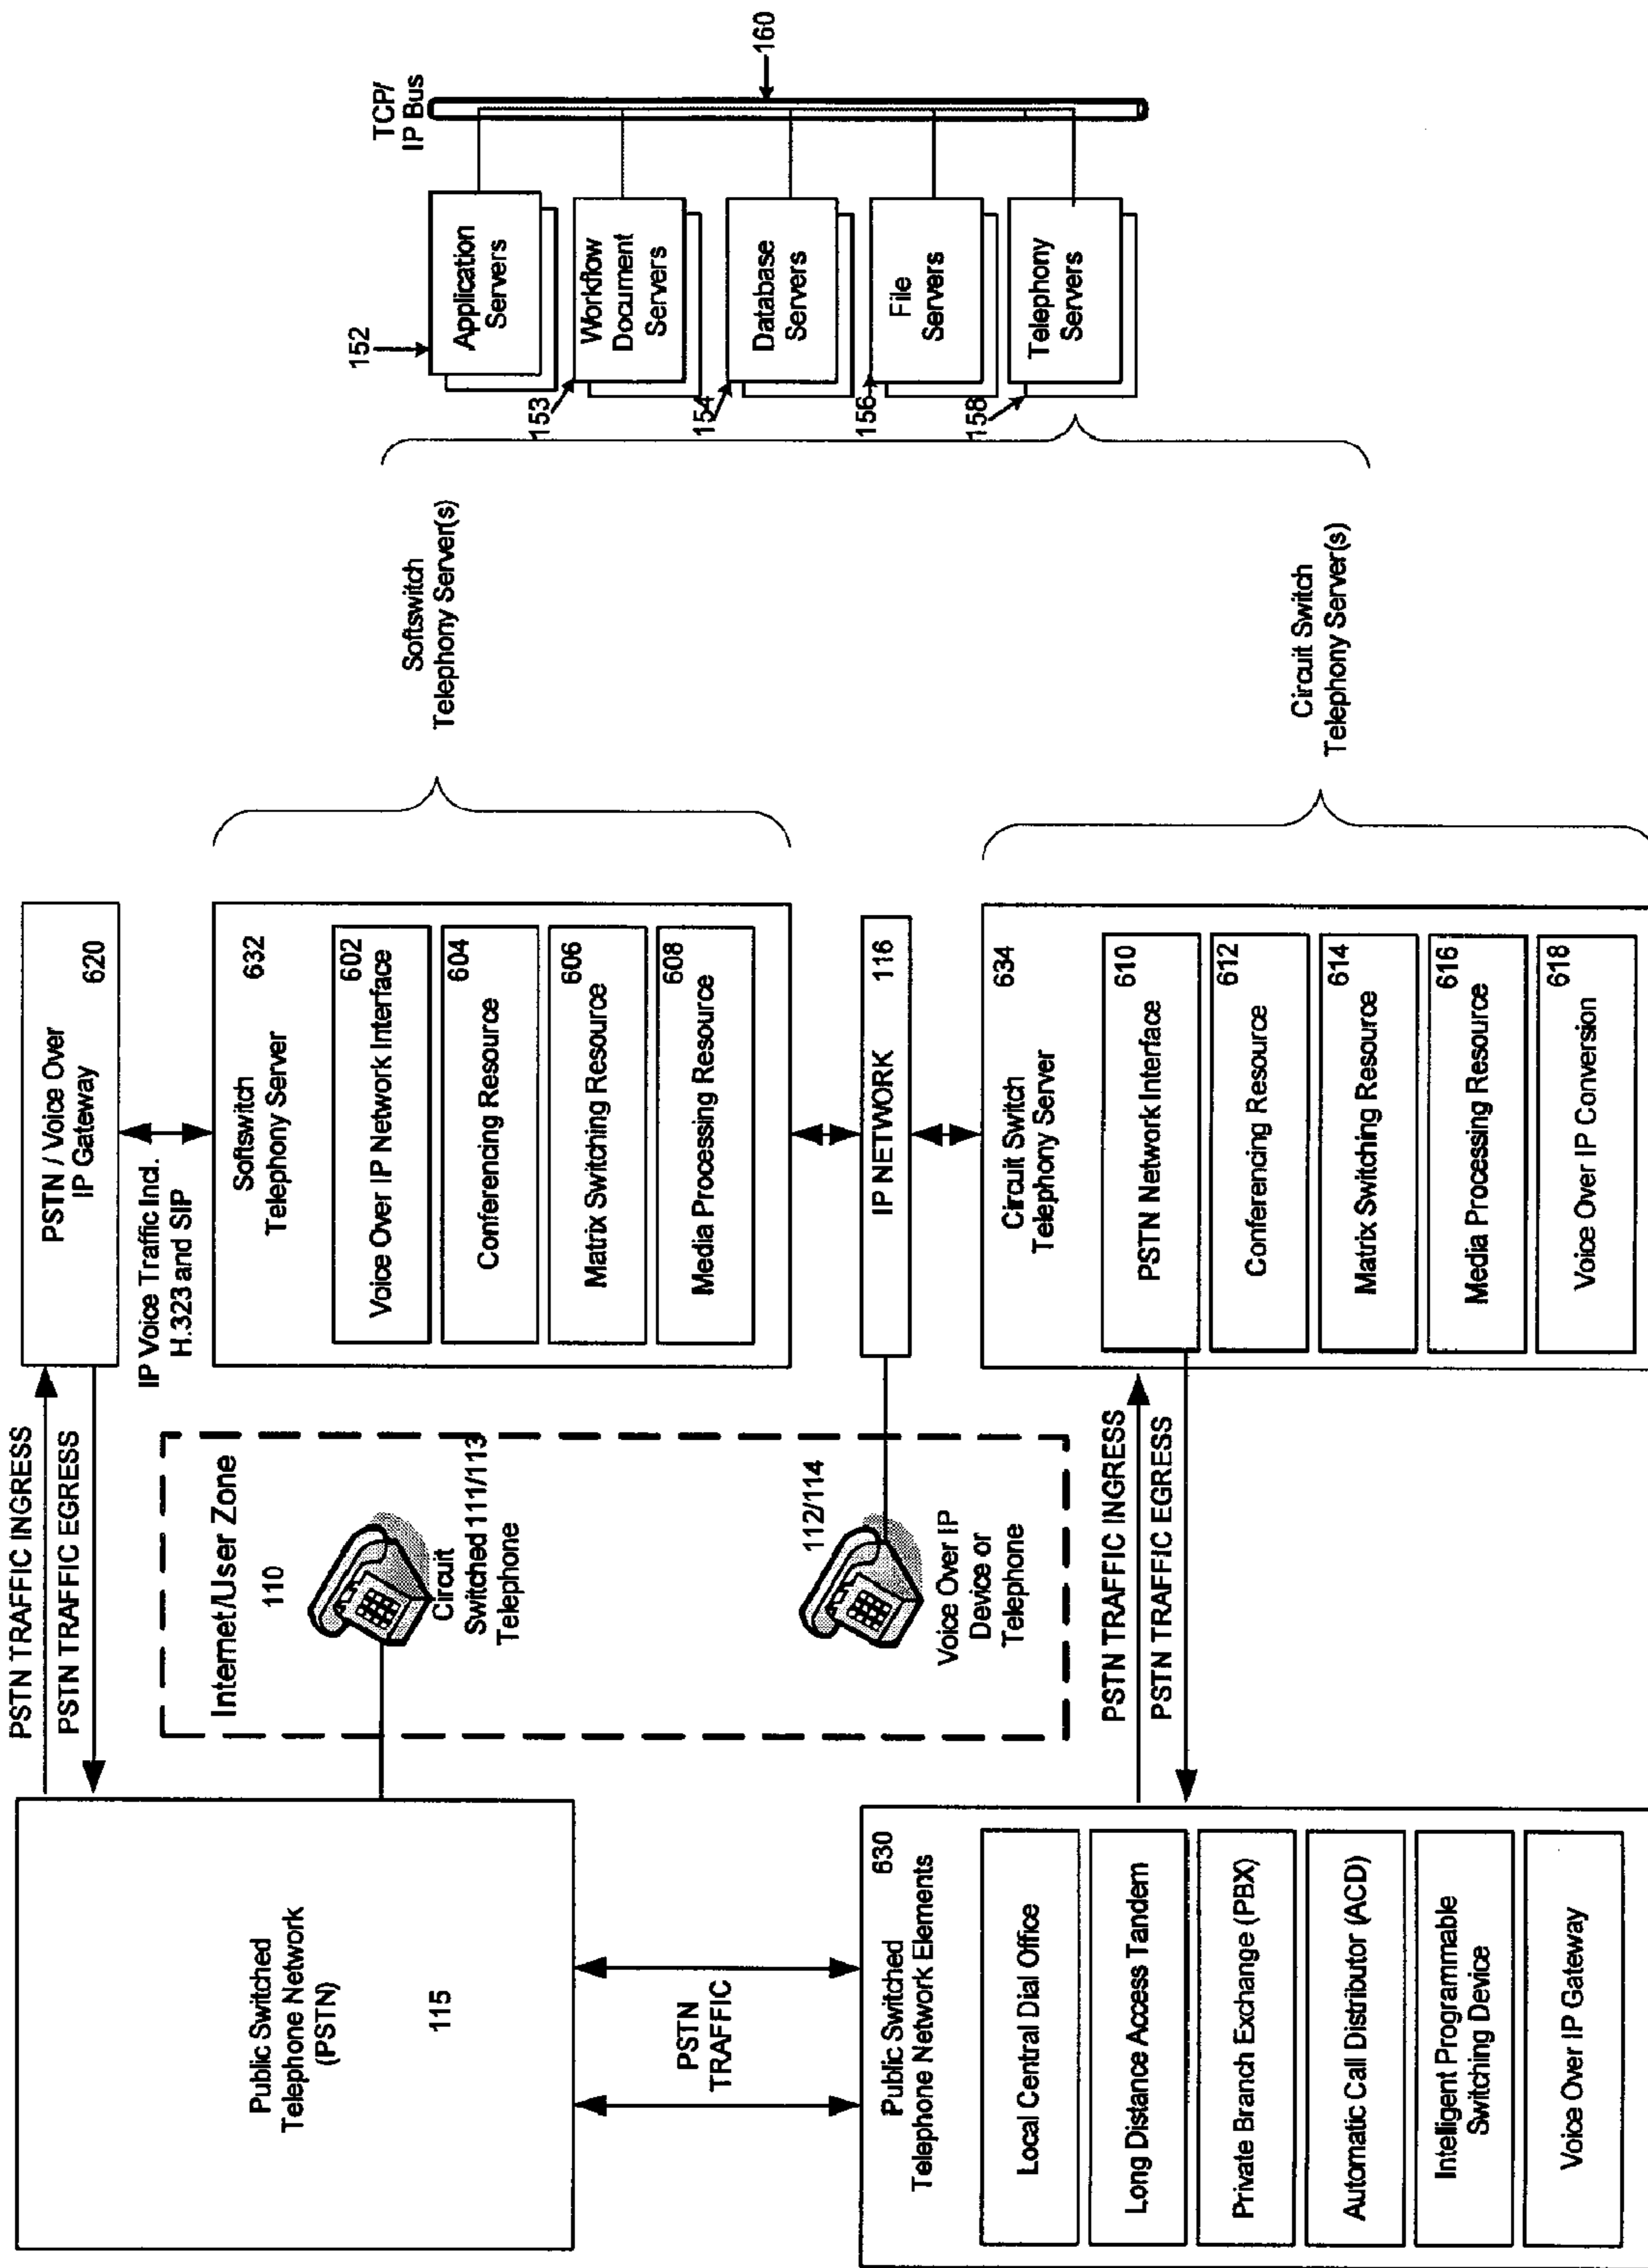 Public Switched
Telephone Network
(PSTN)
115
PSTN TRAFFIC INGRESS
PSTN TRAFFIC EGRESS
PSTN / Voice Over
IP Gateway
620
PSTN
TRAFFIC
Internet/User Zone
110
Circuit
Switched 111/113
Telephone
112/114
Voice Over IP
Device or
Telephone
IP Voice Traffic Incl.
H.323 and SIP
Softswitch
Telephony Server
632
Voice Over IP Network Interface
602
Conferencing Resource
604
Matrix Switching Resource
606
Media Processing Resource
608
IP NETWORK
116
Public Switched
Telephone Network Elements
630
Local Central Dial Office
Long Distance Access Tandem
Private Branch Exchange (PBX)
Automatic Call Distributor (ACD)
Intelligent Programmable
Switching Device
Voice Over IP Gateway
PSTN TRAFFIC INGRESS
PSTN TRAFFIC EGRESS
Circuit Switch
Telephony Server
634
PSTN Network Interface
610
Conferencing Resource
612
Matrix Switching Resource
614
Media Processing Resource
616
Voice Over IP Conversion
618
Softswitch
Telephony Server(s)
Circuit Switch
Telephony Server(s)
TCP/
IP Bus
160
152
Application
Servers
153
Workflow
Document
Servers
154
Database
Servers
156
File
Servers
158
Telephony
Servers